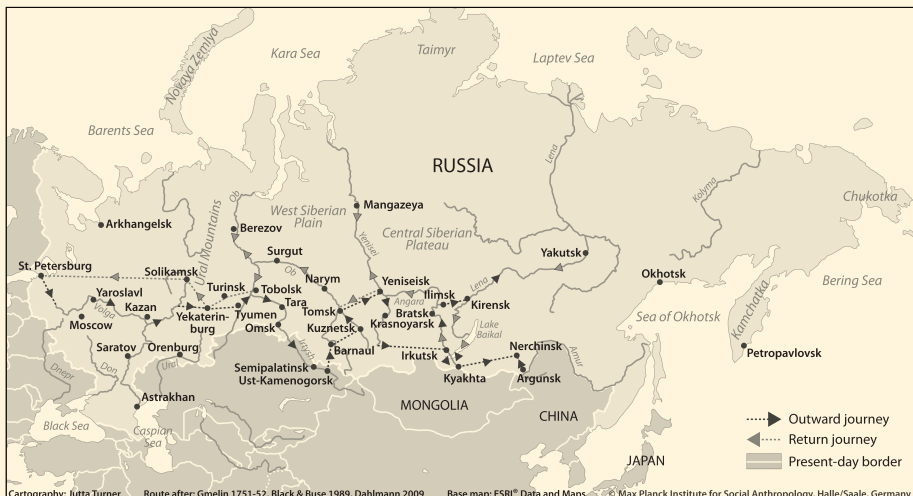 Kara Sea
Taimyr
Laptev Sea
Novaya Zemlya
Barents Sea
RUSSIA
Lena
Kolyma
Chukotka
Ob
Mangazeya
West Siberian
Plain
Ural Mountains
Arkhangelsk
Berezov
Yenisei
Central Siberian
Plateau
Surgut
Yakutsk
St. Petersburg
Solikamsk
Ob
Narym
Yeniseisk
Okhotsk
Bering Sea
Turinsk
Tobolsk
Lena
Yaroslavl
Tara
Angara
Ilimsk
Kirensk
Kamchatka
Volga
Kazan
Yekaterin-
burg
Tyumen
Tomsk
Bratsk
Sea of Okhotsk
Moscow
Omsk
Kuznetsk
Krasnoyarsk
Lake
Baikal
Saratov
Orenburg
Irtysh
Barnaul
Irkutsk
Nerchinsk
Amur
Petropavlovsk
Dnepr
Don
Ural
Semipalatinsk
Ust-Kamenogorsk
Kyakhta
Argunsk
Astrakhan
MONGOLIA
CHINA
Black Sea
Caspian
Sea
Outward journey
Return journey
JAPAN
Present-day border
Cartography: Jutta Turner Route after: Gmelin 1751-52, Black & Buse 1989, Dahlmann 2009 Base map: ESRI® Data and Maps © Max Planck Institute for Social Anthropology, Halle/Saale, Germany